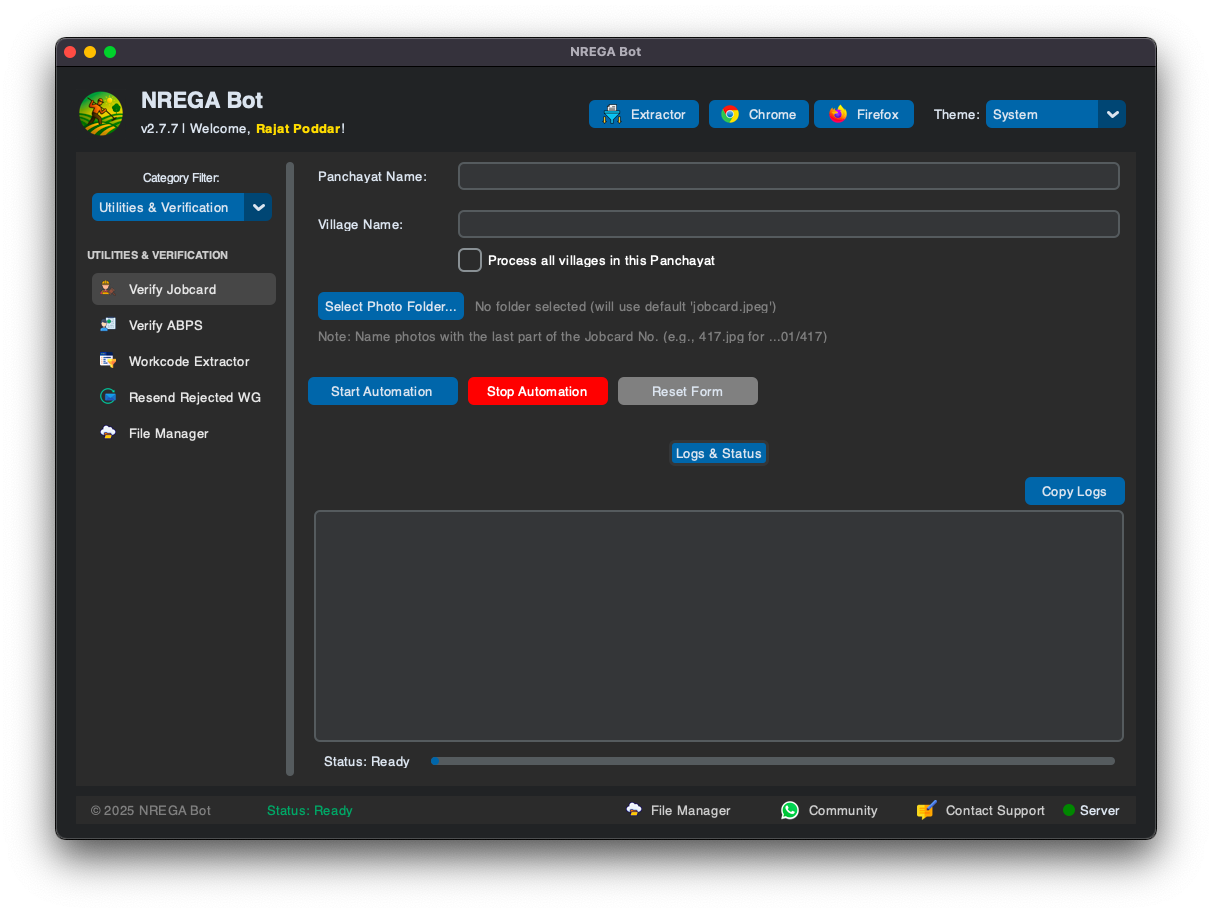 NREGA Bot
NREGA Bot
v2.7.7 | Welcome, Rajat Poddar!
Extractor
Chrome
Firefox
Theme:
System
Category Filter:
Utilities & Verification
UTILITIES & VERIFICATION
Verify Jobcard
Verify ABPS
Workcode Extractor
Resend Rejected WG
File Manager
Panchayat Name:
Village Name:
Process all villages in this Panchayat
Select Photo Folder...
No folder selected (will use default 'jobcard.jpeg')
Note: Name photos with the last part of the Jobcard No. (e.g., 417.jpg for ...01/417)
Start Automation
Stop Automation
Reset Form
Logs & Status
Copy Logs
Status: Ready
© 2025 NREGA Bot
Status: Ready
File Manager
Community
Contact Support
Server